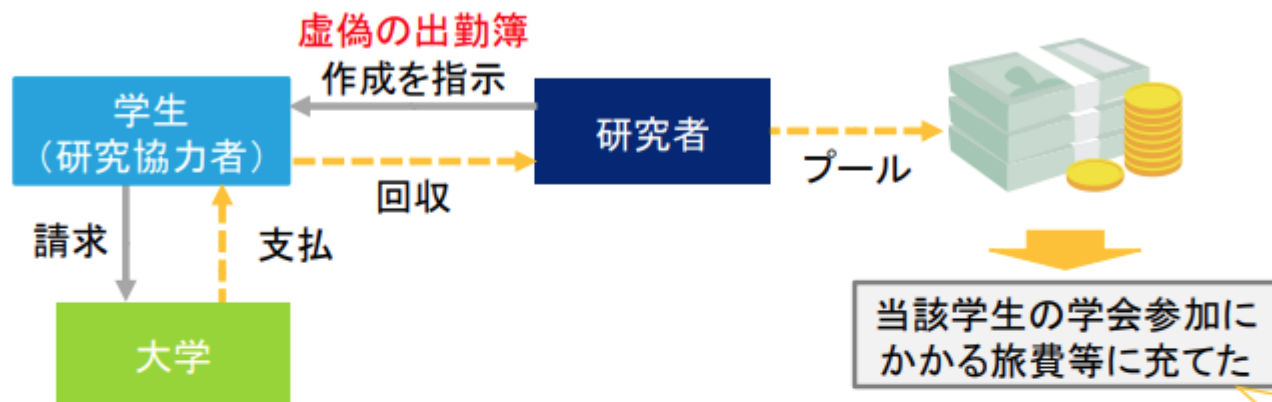 虚偽の出勤簿
作成を指示
学生
（研究協力者）
研究者
プール
回収
請求
支払
大学
当該学生の学会参加に
かかる旅費等に充てた